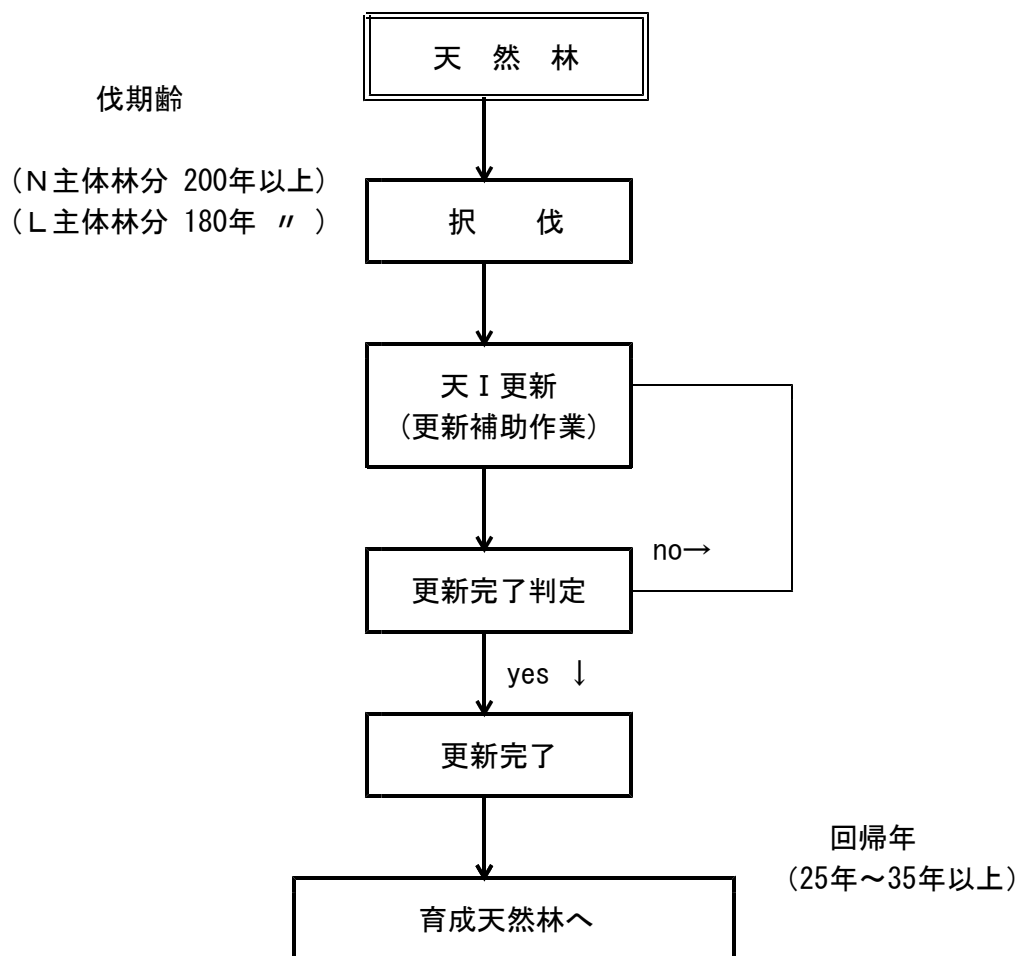 天 然 林
伐期齢
（Ｎ主体林分 200年以上）
（Ｌ主体林分 180年 〃 ）
択 伐
天Ⅰ更新
（更新補助作業）
no→
更新完了判定
yes ↓
更新完了
回帰年
（25年～35年以上）
育成天然林へ